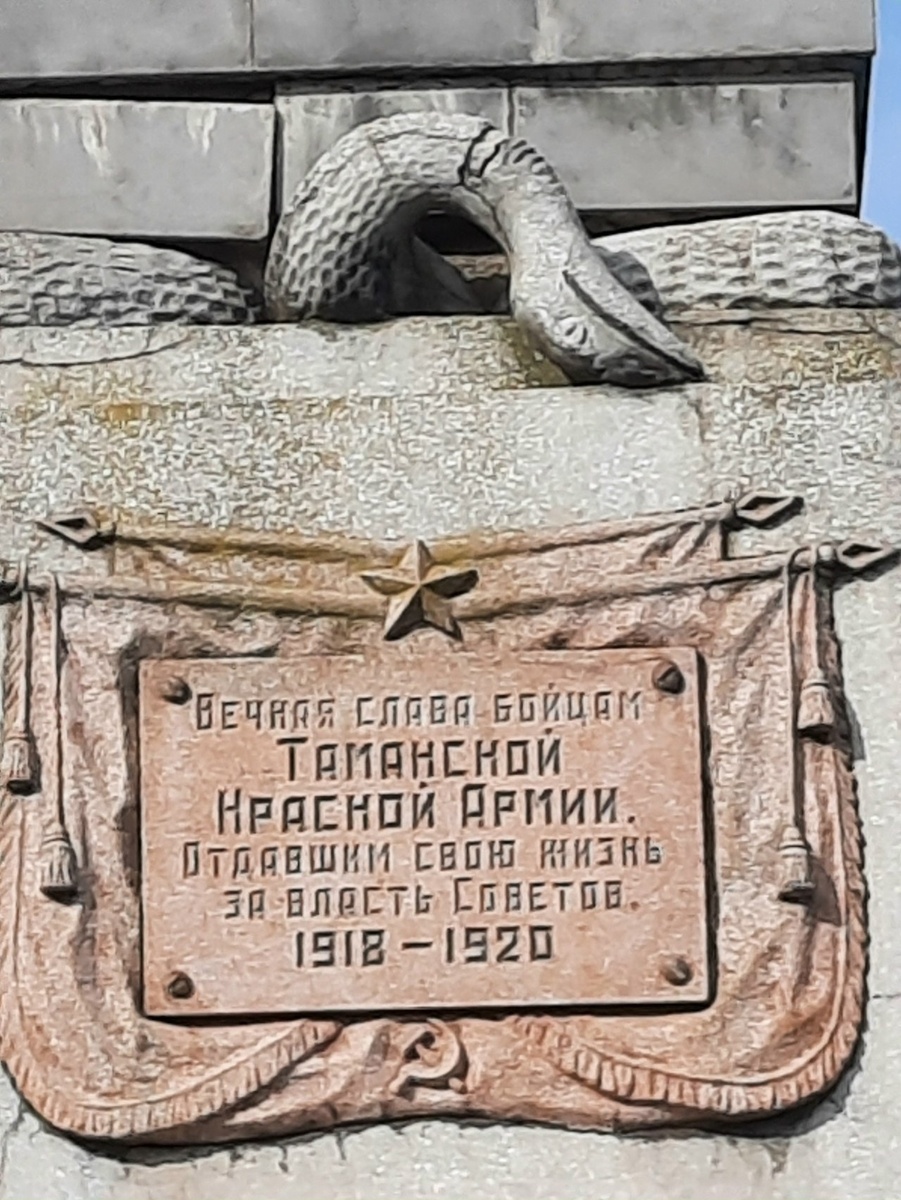 Вечная слава бойцам
Таманской
Красной Армии.
Отдавшим свою жизнь
за власть Советов.
1918 – 1920